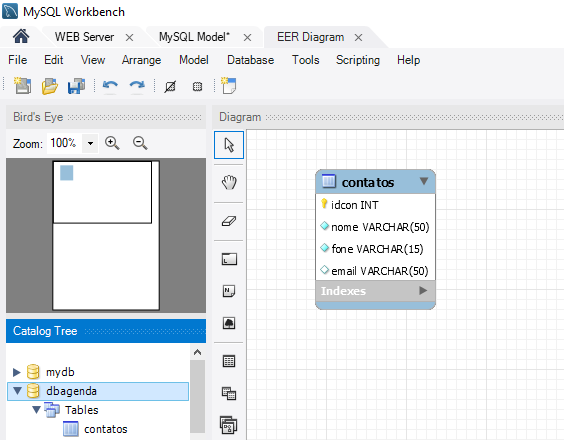 MySQL Workbench
WEB Server × MySQL Model* × EER Diagram ×
File Edit View Arrange Model Database Tools Scripting Help
Bird's Eye
Diagram
Zoom: 100%
contatos
idcon INT
nome VARCHAR(50)
fone VARCHAR(15)
email VARCHAR(50)
Indexes
Catalog Tree
mydb
dbagenda
Tables
contatos